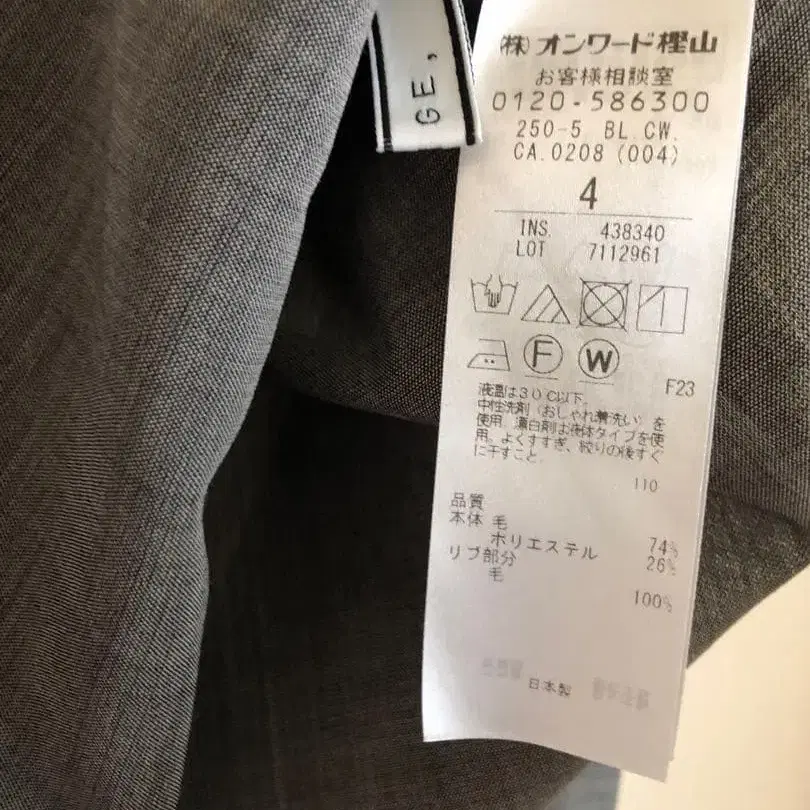 GE,
(株)オンワード樫山
お客様相談室
0120-586300
250-5 BL.CW.
CA.0208 (004)
4
INS. 438340
LOT 7112961
F
W
F23
液温は30℃以下。
中性洗剤(おしゃれ着洗い)を
使用。漂白剤は液体タイプを使
用。よくすすぎ、絞りの後すぐ
に干すこと。
110
品質
本体 毛 74%
ポリエステル 26%
リブ部分
毛 100%
日本製